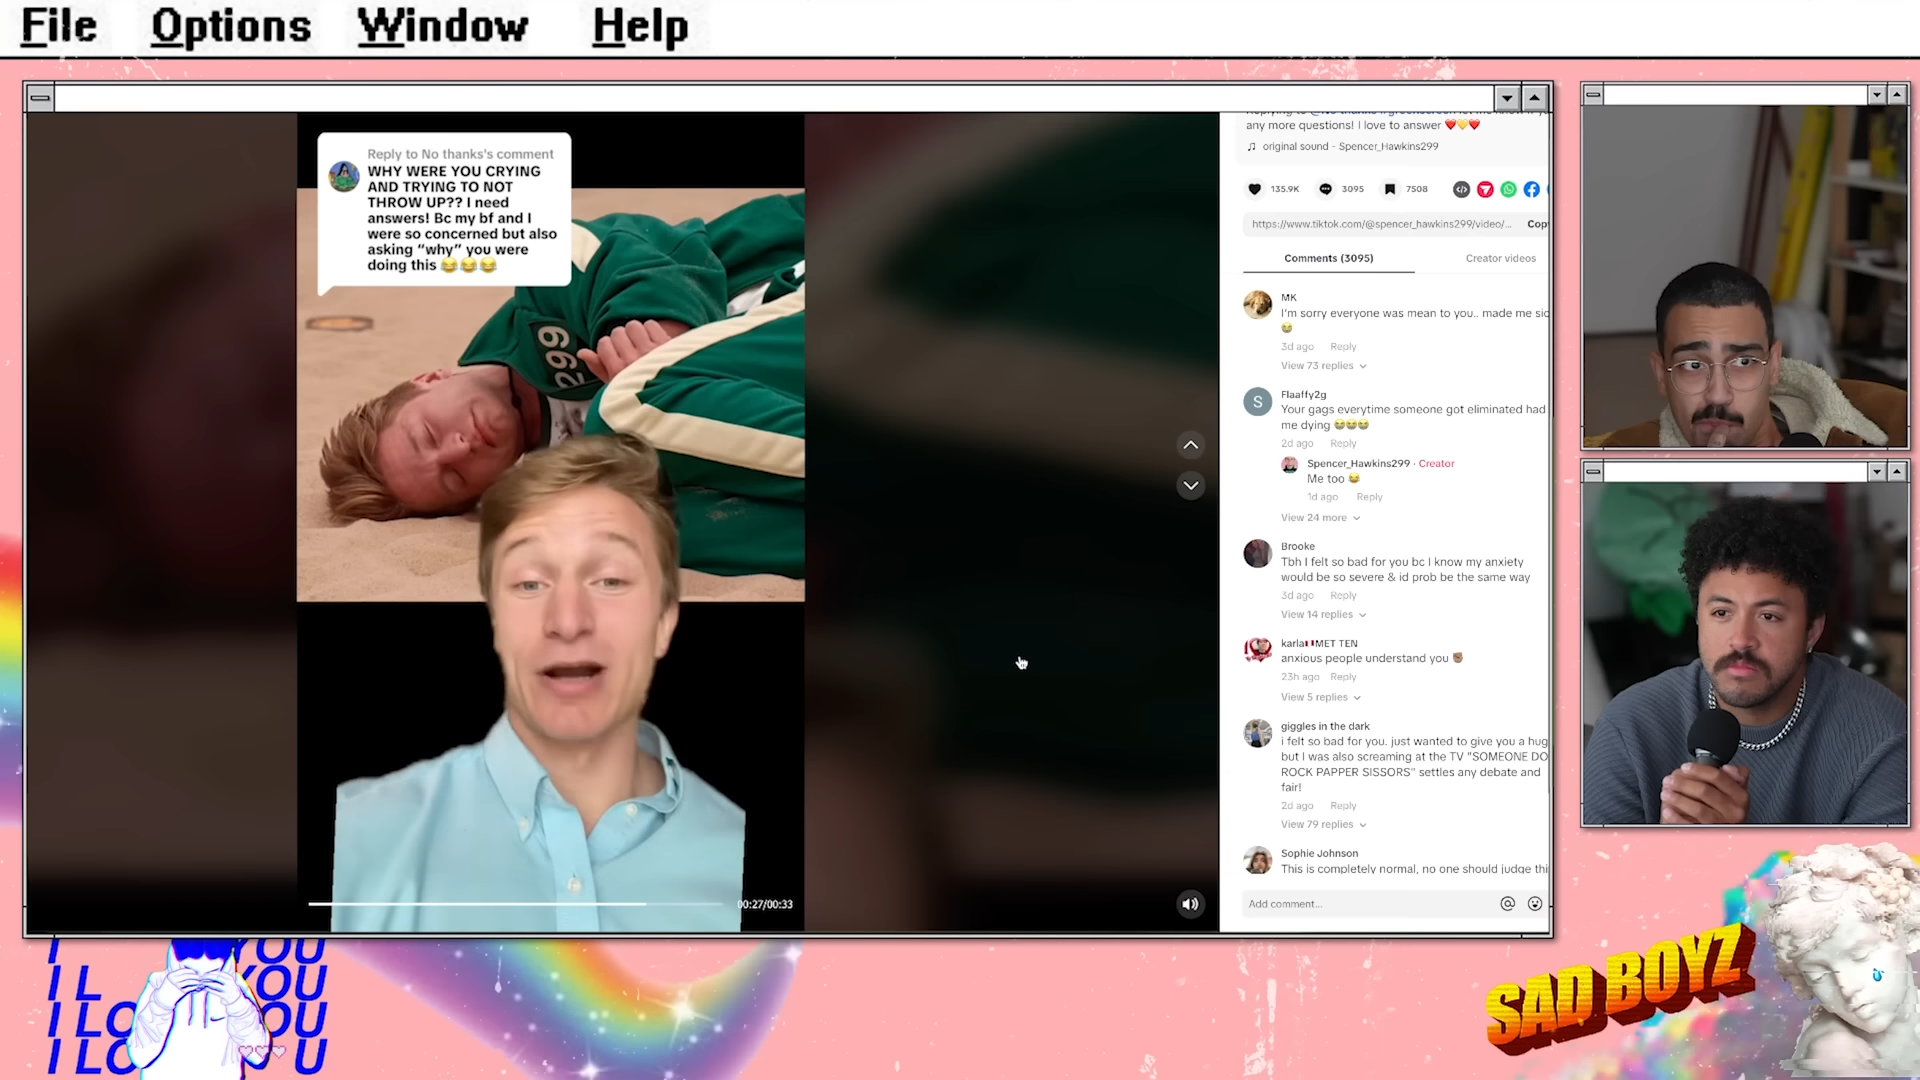 File Options Window Help
Reply to No thanks's comment
WHY WERE YOU CRYING
AND TRYING TO NOT
THROW UP?? I need
answers! Bc my bf and I
were so concerned but also
asking “why” you were
doing this 😂😂😂
299
00:27/00:33
any more questions! I love to answer ❤️💛❤️
♫ original sound - Spencer_Hawkins299
135.9K 3095 7508
https://www.tiktok.com/@spencer_hawkins299/video/...
Comments (3095) Creator videos
MK
I'm sorry everyone was mean to you.. made me
😂
3d ago Reply
View 73 replies
S
Flaaffy2g
Your gags everytime someone got eliminated had
me dying 😂😂😂
2d ago Reply
Spencer_Hawkins299 · Creator
Me too 😂
1d ago Reply
View 24 more
Brooke
Tbh I felt so bad for you bc I know my anxiety
would be so severe & id prob be the same way
3d ago Reply
View 14 replies
karla🇮🇹MET TEN
anxious people understand you ✊🏽
23h ago Reply
View 5 replies
giggles in the dark
i felt so bad for you. just wanted to give you a hug
but I was also screaming at the TV "SOMEONE DO
ROCK PAPPER SISSORS" settles any debate and
fair!
2d ago Reply
View 79 replies
Sophie Johnson
This is completely normal, no one should judge
Add comment...
I YOU
I L YOU
I LO OU
I LO U
SAD BOYZ